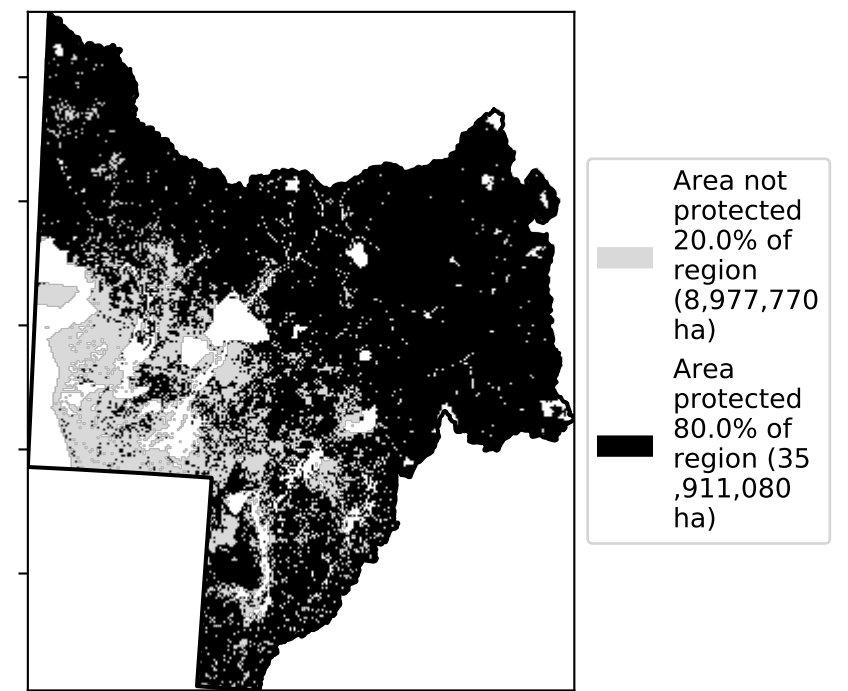 Area not
protected
20.0% of
region
(8,977,770
ha)
Area
protected
80.0% of
region (35
,911,080
ha)